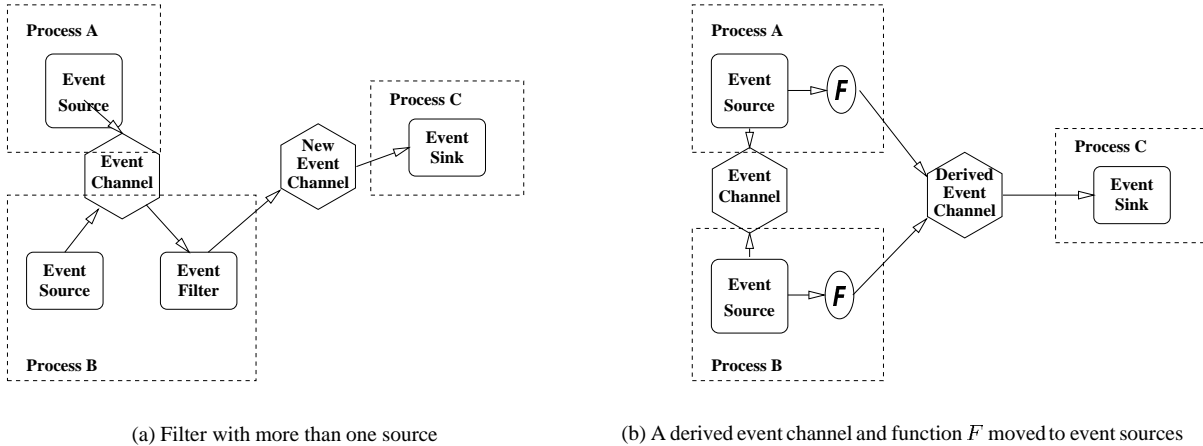 Process A
Event
Source
Event
Channel
Event
Source
Event
Filter
Process B
New
Event
Channel
Process C
Event
Sink
(a) Filter with more than one source
Process A
Event
Source
F
Event
Channel
Event
Source
F
Process B
Derived
Event
Channel
Process C
Event
Sink
(b) A derived event channel and function F moved to event sources